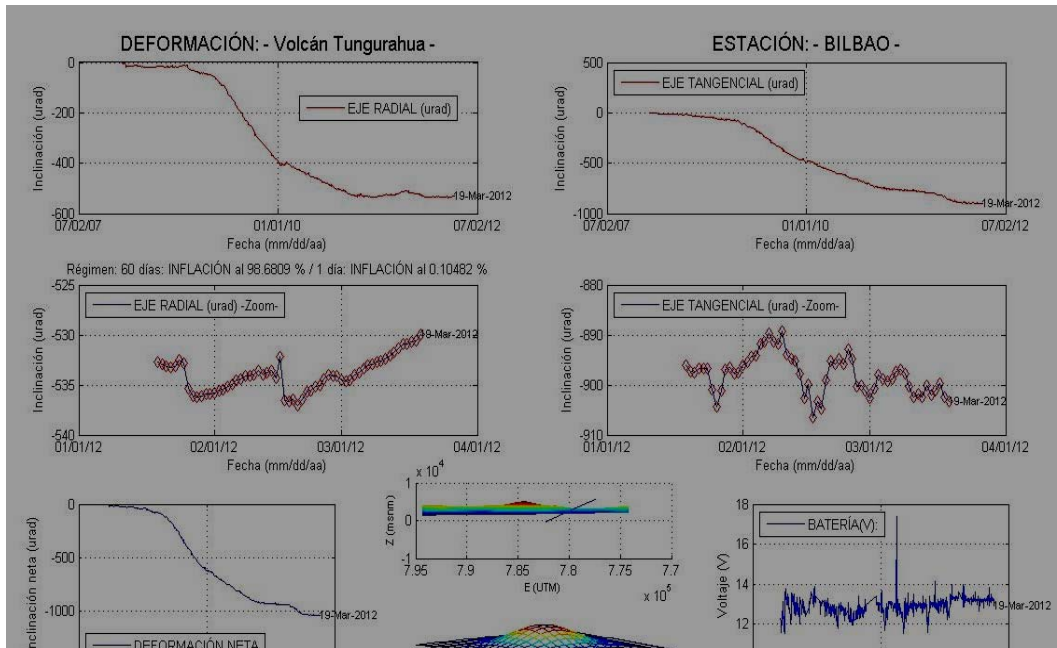 DEFORMACIÓN: - Volcán Tungurahua -
ESTACIÓN: - BILBAO -
0
-200
-400
-600
Inclinación (urad)
EJE RADIAL (urad)
19-Mar-2012
07/02/07
01/01/10
07/02/12
Fecha (mm/dd/aa)
500
0
-500
-1000
Inclinación (urad)
EJE TANGENCIAL (urad)
19-Mar-2012
07/02/07
01/01/10
07/02/12
Fecha (mm/dd/aa)
Régimen: 60 días: INFLACIÓN al 98.6809 % / 1 día: INFLACIÓN al 0.10482 %
-525
-530
-535
-540
Inclinación (urad)
EJE RADIAL (urad) -Zoom-
19-Mar-2012
01/01/12
02/01/12
03/01/12
04/01/12
Fecha (mm/dd/aa)
-880
-890
-900
-910
Inclinación (urad)
EJE TANGENCIAL (urad) -Zoom-
19-Mar-2012
01/01/12
02/01/12
03/01/12
04/01/12
Fecha (mm/dd/aa)
0
-500
-1000
Inclinación neta (urad)
19-Mar-2012
DEFORMACIÓN NETA
x 10^4
1
0
-1
Z (msnm)
7.95
7.9
7.85
7.8
7.75
7.7
E (UTM)
x 10^5
18
16
14
12
Voltaje (V)
BATERÍA(V):
19-Mar-2012